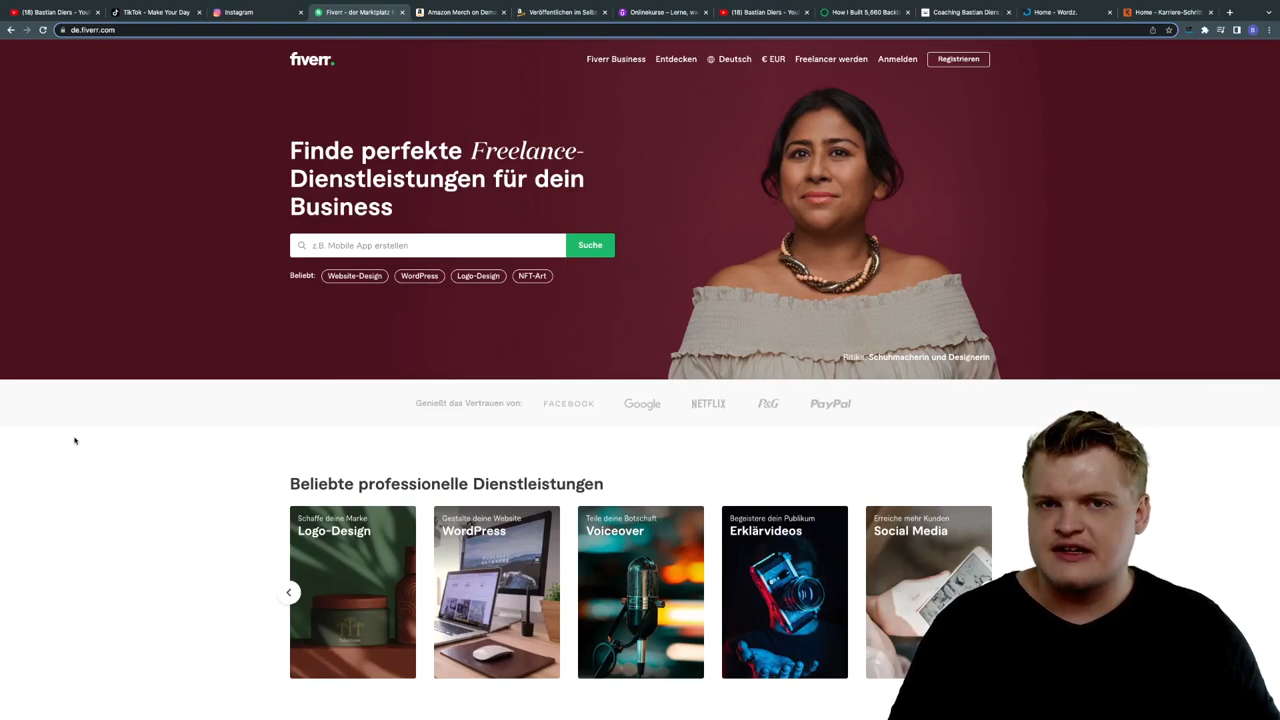 (18) Bastian Diers - You
TikTok - Make Your Day
Instagram
Fiverr - der Marktplatz
Amazon Merch on Dem
Veröffentlichen im Selb
Onlinekurse – Lerne, wa
(18) Bastian Diers - You
How I Built 5,660 Back
Coaching Bastian Diers
Home - Wordz.
Home - Karriere-Schrit
de.fiverr.com
B
fiverr.
Fiverr Business
Entdecken
Deutsch
€ EUR
Freelancer werden
Anmelden
Registrieren
Finde perfekte Freelance-
Dienstleistungen für dein
Business
z.B. Mobile App erstellen
Suche
Beliebt:
Website-Design
WordPress
Logo-Design
NFT-Art
Ritika, Schuhmacherin und Designerin
Genießt das Vertrauen von:
FACEBOOK
Google
NETFLIX
P&G
PayPal
Beliebte professionelle Dienstleistungen
Schaffe deine Marke
Logo-Design
Gestalte deine Website
WordPress
Teile deine Botschaft
Voiceover
Begeistere dein Publikum
Erklärvideos
Erreiche mehr Kunden
Social Media